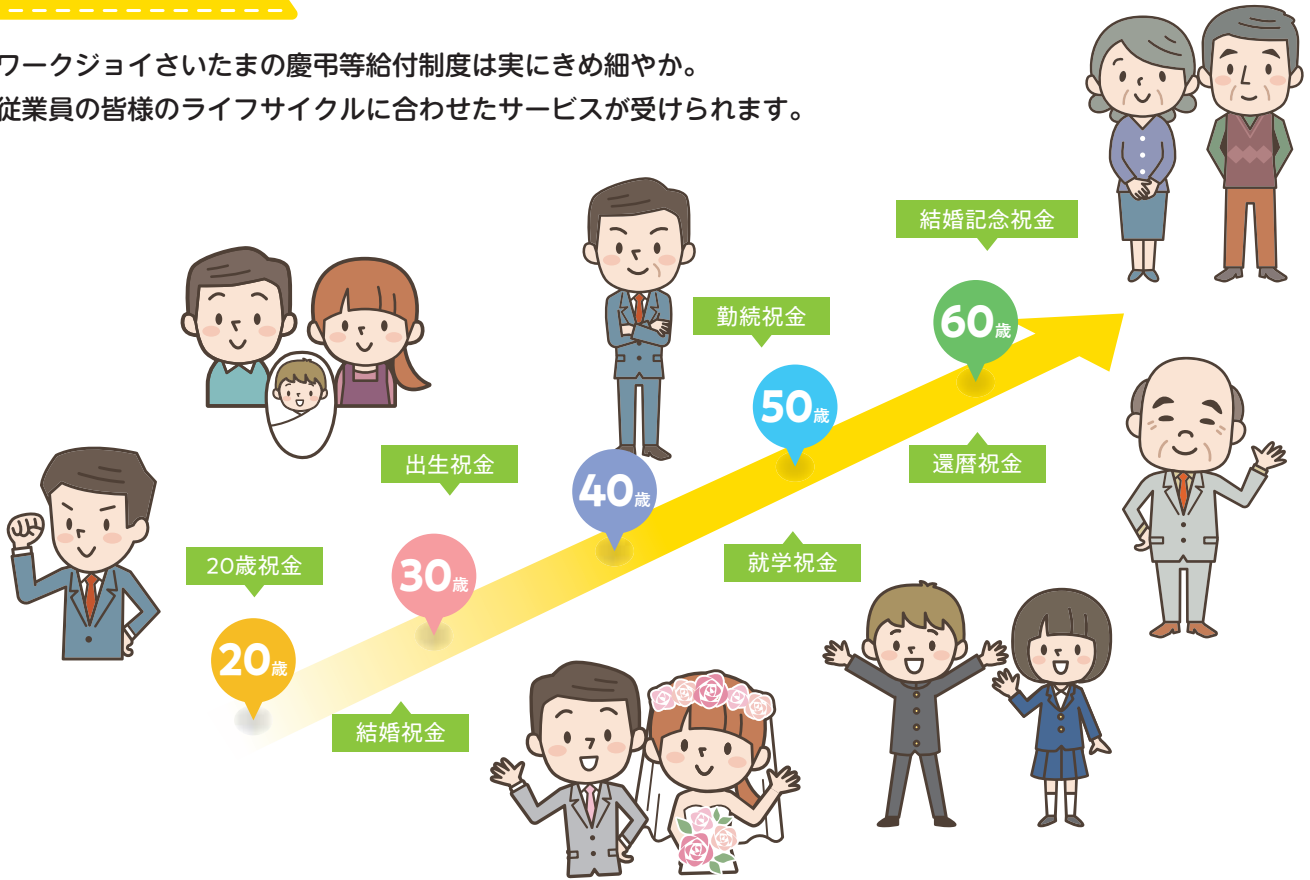 ワークジョイさいたまの慶弔等給付制度は実にきめ細やか。
従業員の皆様のライフサイクルに合わせたサービスが受けられます。
結婚記念祝金
勤続祝金
60歳
50歳
出生祝金
還暦祝金
40歳
20歳祝金
就学祝金
30歳
20歳
結婚祝金